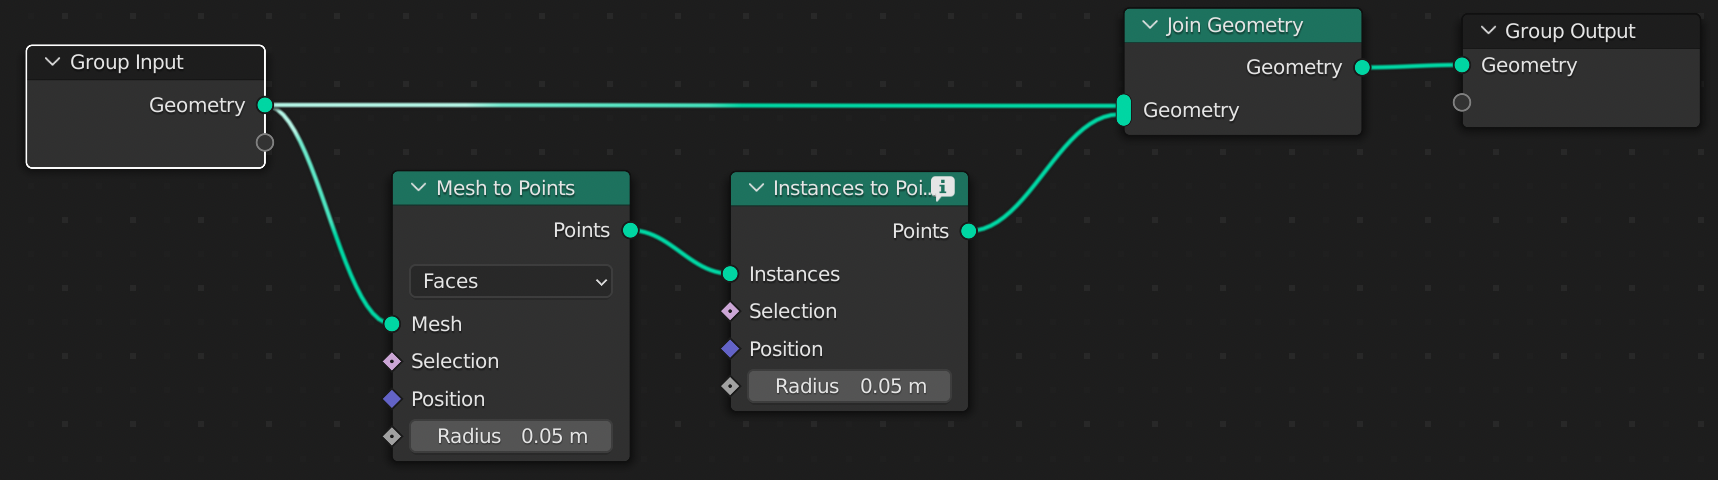 Group Input
Geometry
Mesh to Points
Points
Faces
Mesh
Selection
Position
Radius 0.05 m
Instances to Poi..
Points
Instances
Selection
Position
Radius 0.05 m
Join Geometry
Geometry
Geometry
Group Output
Geometry